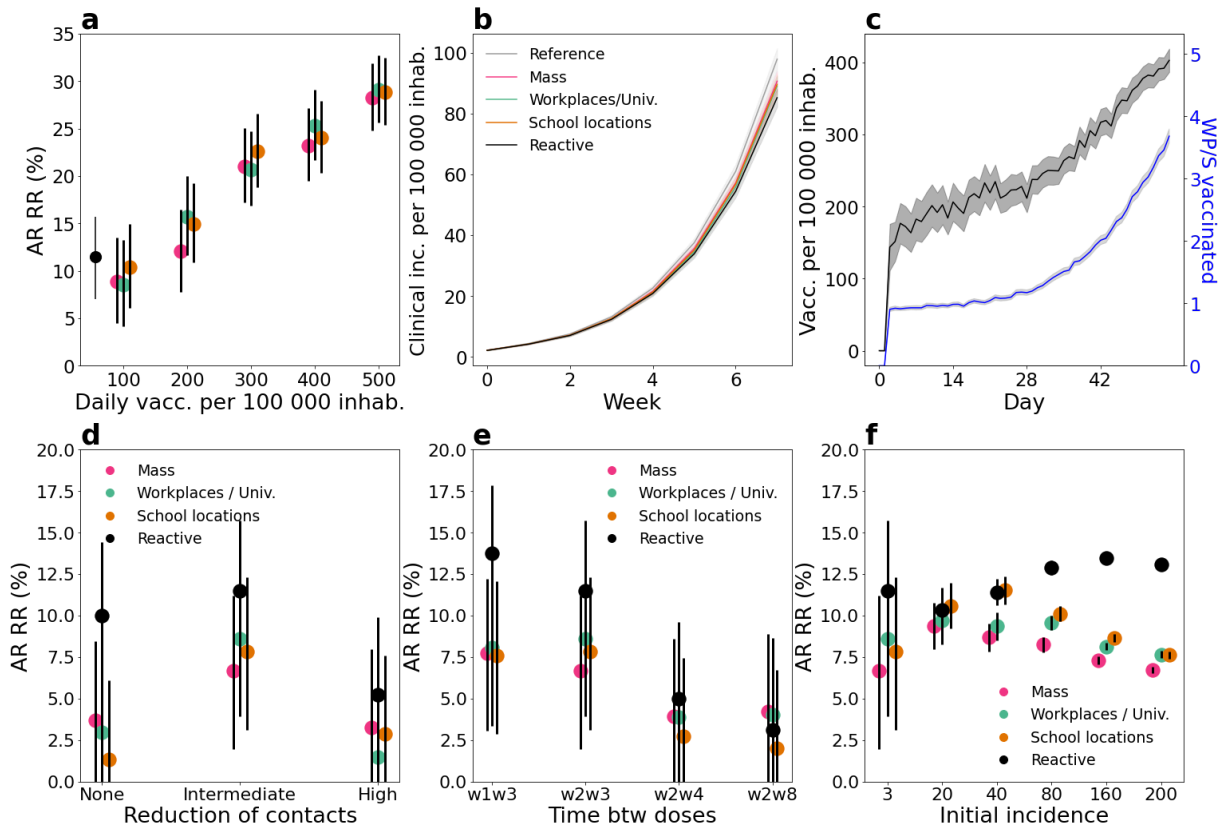 a
AR RR (%)
35
30
25
20
15
10
5
0
100 200 300 400 500
Daily vacc. per 100 000 inhab.
b
Clinical inc. per 100 000 inhab.
100
80
60
40
20
0
Reference
Mass
Workplaces/Univ.
School locations
Reactive
0 2 4 6
Week
c
Vacc. per 100 000 inhab.
400
300
200
100
0
5
4
3
2
1
0
WP/S vaccinated
0 14 28 42
Day
d
AR RR (%)
20.0
17.5
15.0
12.5
10.0
7.5
5.0
2.5
0.0
Mass
Workplaces / Univ.
School locations
Reactive
None Intermediate High
Reduction of contacts
e
AR RR (%)
20.0
17.5
15.0
12.5
10.0
7.5
5.0
2.5
0.0
Mass
Workplaces / Univ.
School locations
Reactive
w1w3 w2w3 w2w4 w2w8
Time btw doses
f
AR RR (%)
20.0
17.5
15.0
12.5
10.0
7.5
5.0
2.5
0.0
Mass
Workplaces / Univ.
School locations
Reactive
3 20 40 80 160 200
Initial incidence